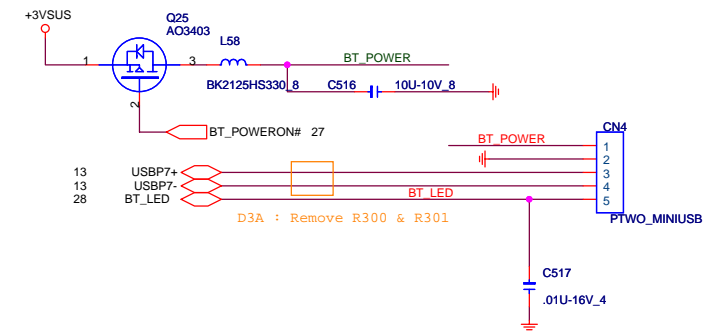 +3VSUS
Q25
AO3403
L58
1
3
BT_POWER
BK2125HS330_8
C516
10U-10V_8
2
BT_POWERON# 27
CN4
BT_POWER
1
2
13 USBP7+
3
13 USBP7-
4
28 BT_LED
BT_LED
5
D3A : Remove R300 & R301
PTWO_MINIUSB
C517
.01U-16V_4